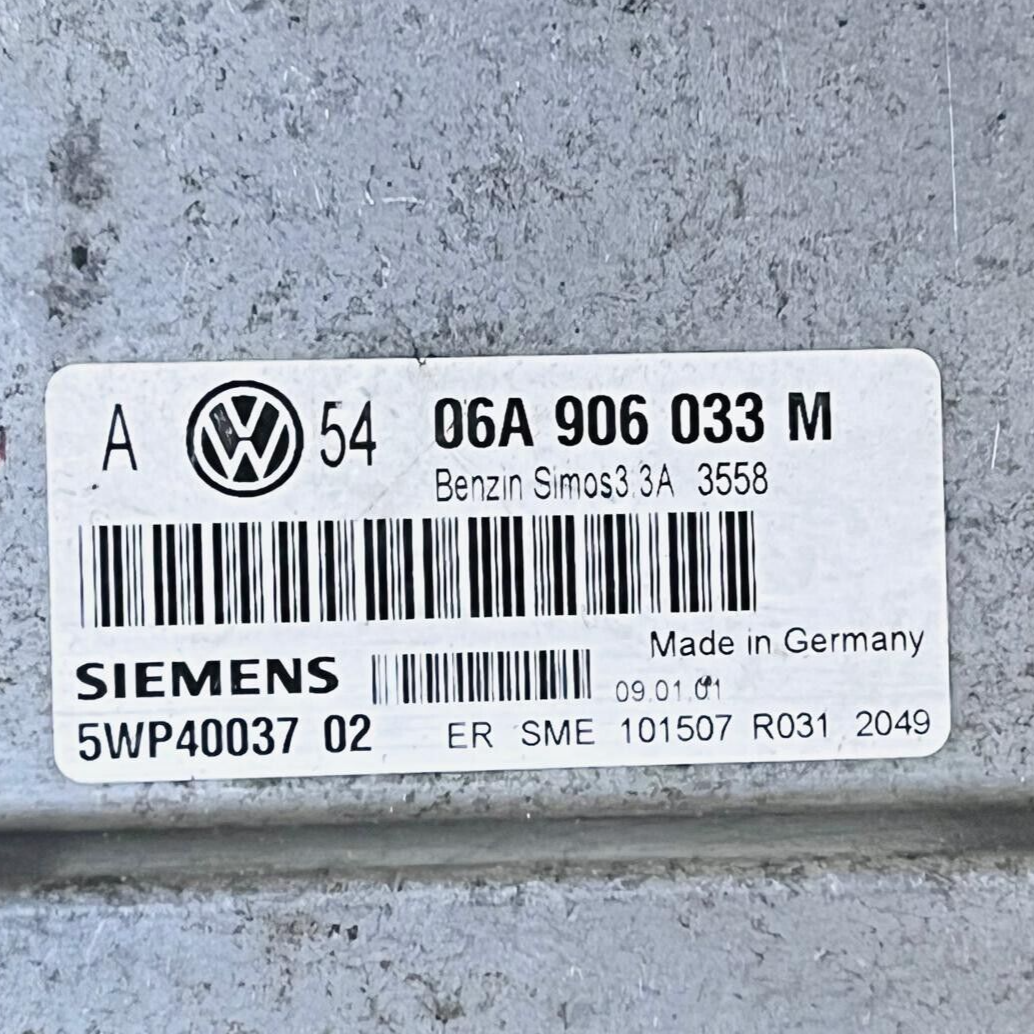 A VW 54 06A 906 033 M
Benzin Simos3.3A 3558
Made in Germany
SIEMENS 09.01.01
5WP40037 02 ER SME 101507 R031 2049